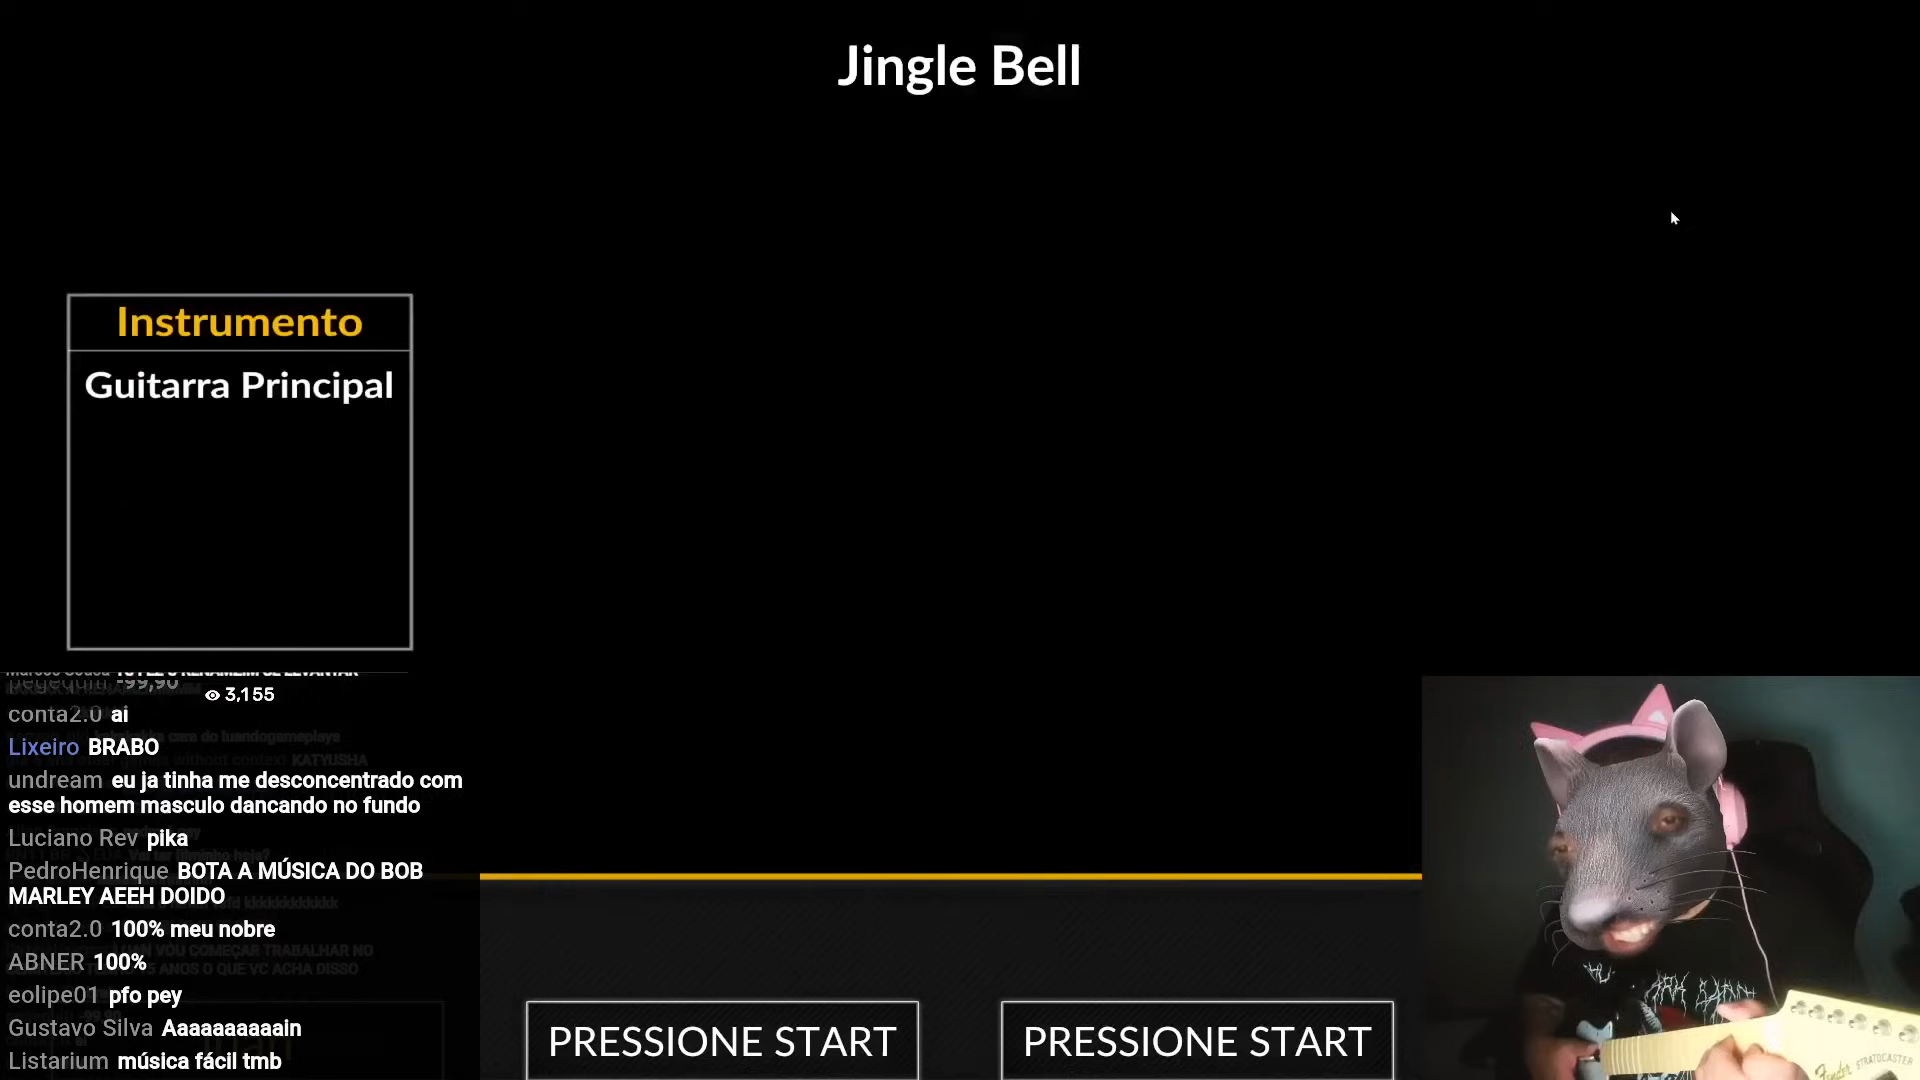 Jingle Bell
Instrumento
Guitarra Principal
3,155
conta2.0 ai
Lixeiro BRABO
undream eu ja tinha me desconcentrado com
esse homem masculo dancando no fundo
Luciano Rev pika
PedroHenrique BOTA A MÚSICA DO BOB
MARLEY AEEH DOIDO
conta2.0 100% meu nobre
ABNER 100%
eolipe01 pfo pey
Gustavo Silva Aaaaaaaaaain
Listarium música fácil tmb
PRESSIONE START
PRESSIONE START
Fender STRATOCASTER